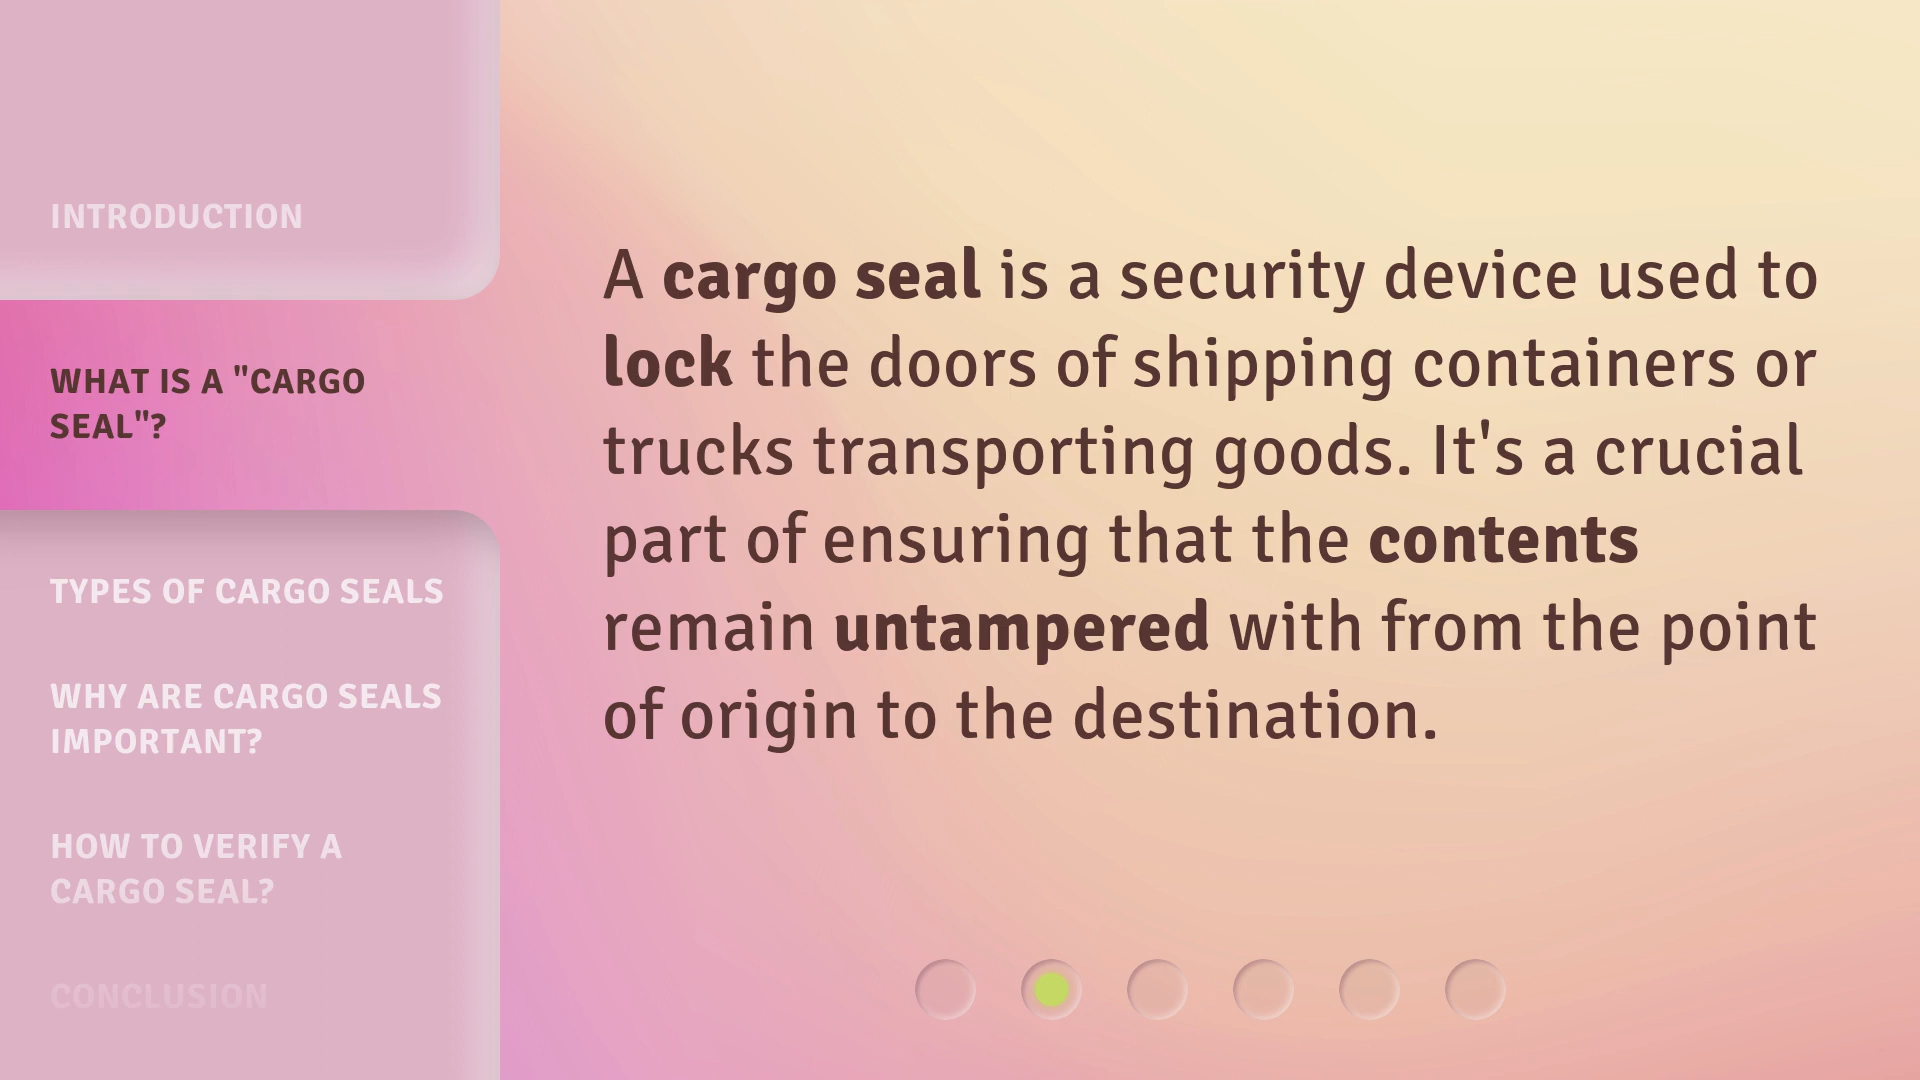 INTRODUCTION
WHAT IS A "CARGO
SEAL"?
TYPES OF CARGO SEALS
WHY ARE CARGO SEALS
IMPORTANT?
HOW TO VERIFY A
CARGO SEAL?
CONCLUSION
A cargo seal is a security device used to
lock the doors of shipping containers or
trucks transporting goods. It's a crucial
part of ensuring that the contents
remain untampered with from the point
of origin to the destination.